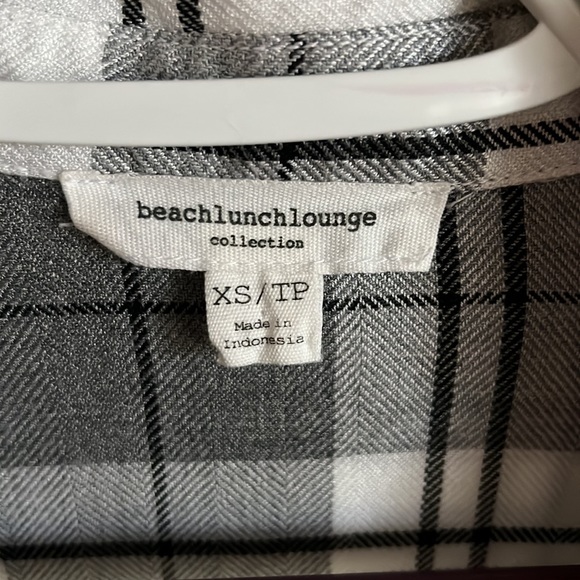 beachlunchlounge
collection
XS/TP
Made in
Indonesia